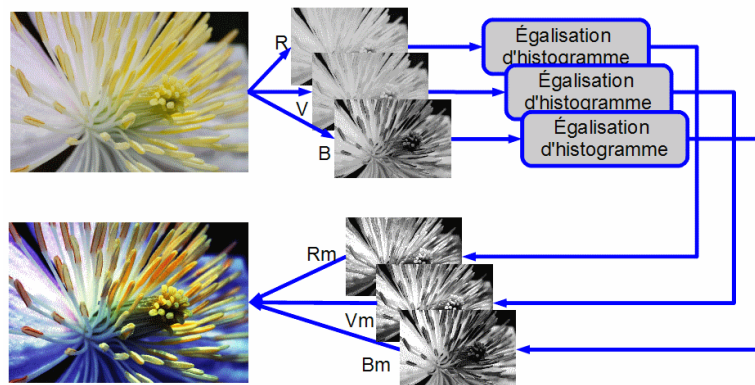 R
V
B
Égalisation
d'histogramme
Égalisation
d'histogramme
Égalisation
d'histogramme
Rm
Vm
Bm